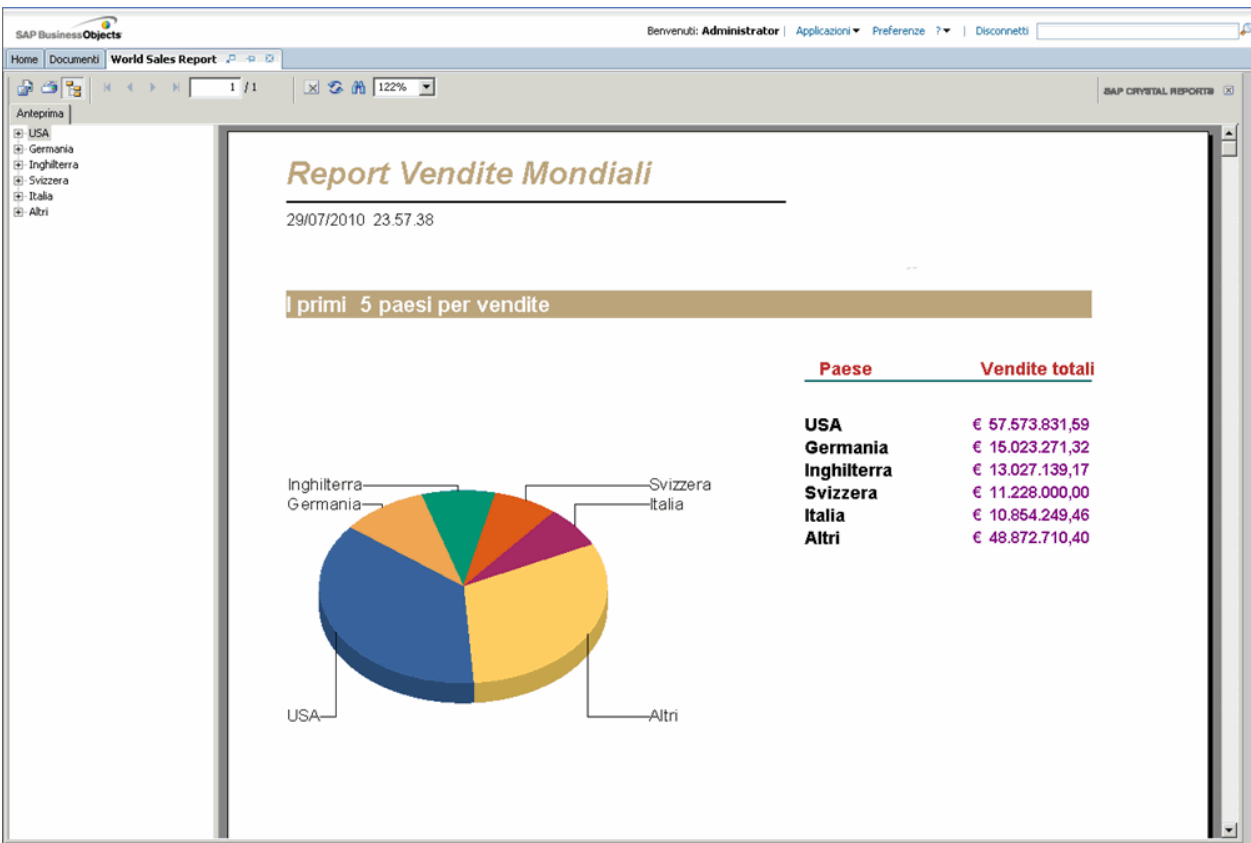 SAP BusinessObjects
Benvenuti: Administrator | Applicazioni Preferenze ? | Disconnetti
Home Documenti World Sales Report
1 /1 122%
SAP CRYSTAL REPORTS
Anteprima
USA
Germania
Inghilterra
Svizzera
Italia
Altri
Report Vendite Mondiali
29/07/2010 23.57.38
I primi 5 paesi per vendite
Paese Vendite totali
USA € 57.573.831,59
Germania € 15.023.271,32
Inghilterra € 13.027.139,17
Svizzera € 11.228.000,00
Italia € 10.854.249,46
Altri € 48.872.710,40
Inghilterra Svizzera
Germania Italia
USA Altri